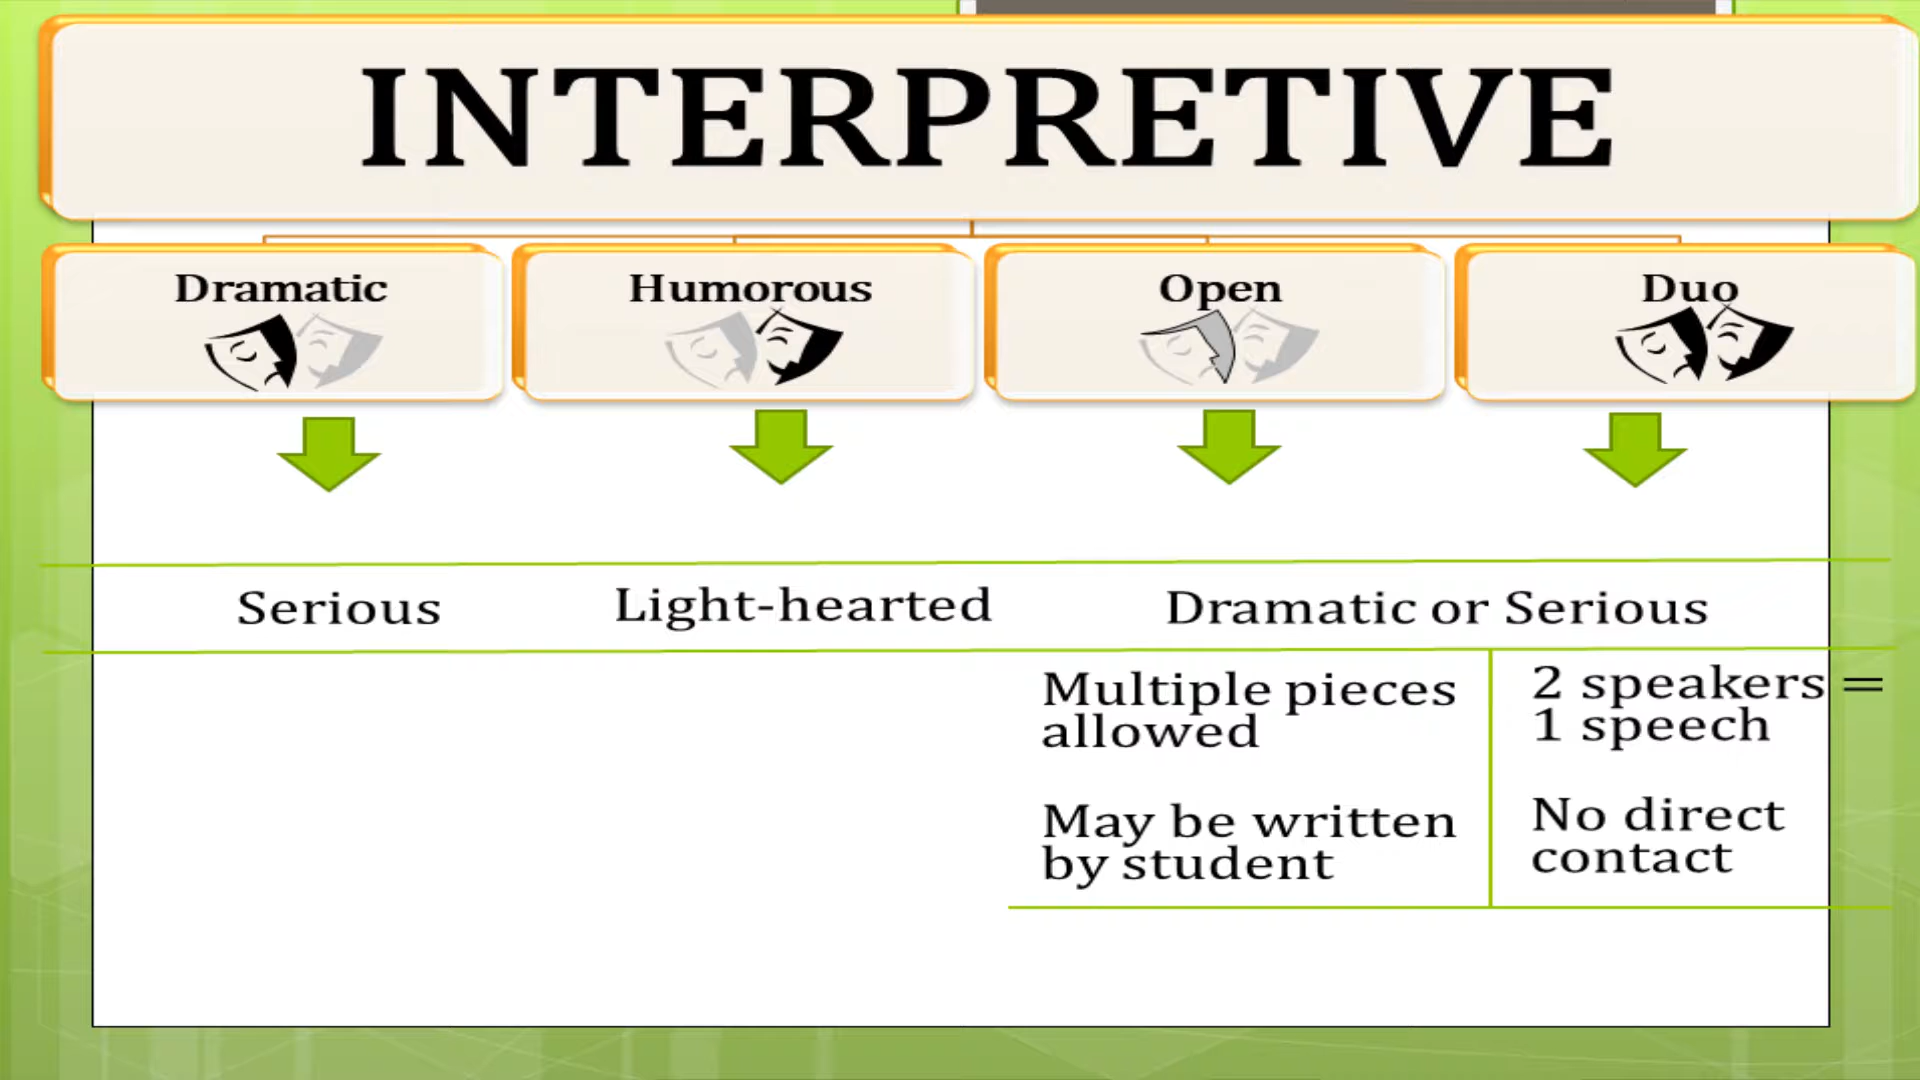 INTERPRETIVE
Dramatic
Humorous
Open
Duo
Serious
Light-hearted
Dramatic or Serious
Multiple pieces
allowed
May be written
by student
2 speakers =
1 speech
No direct
contact